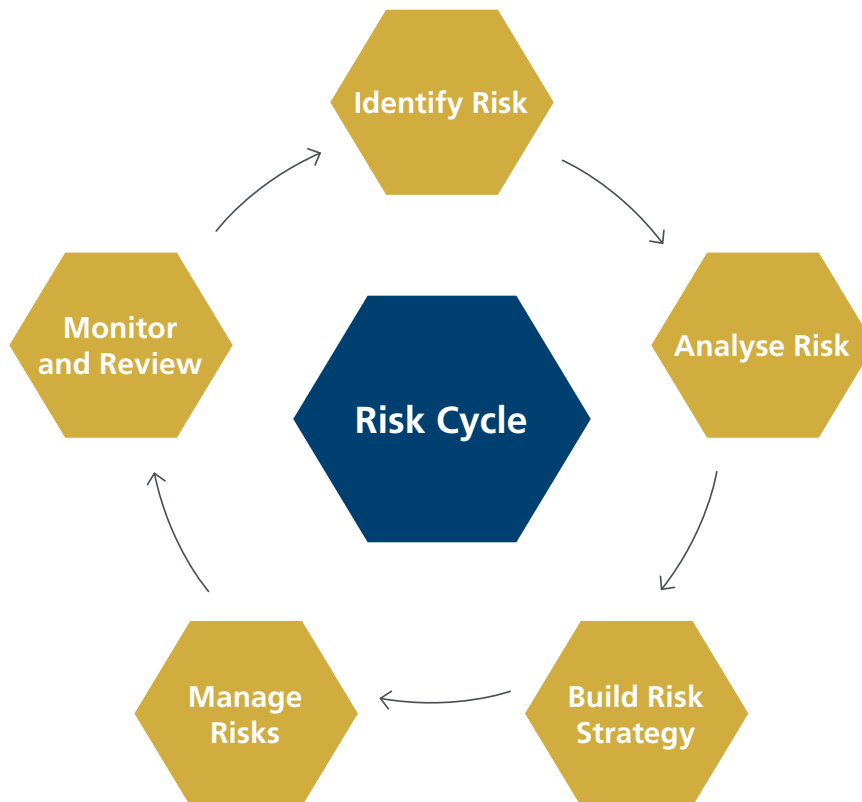 Identify Risk
Analyse Risk
Build Risk
Strategy
Manage
Risks
Monitor
and Review
Risk Cycle